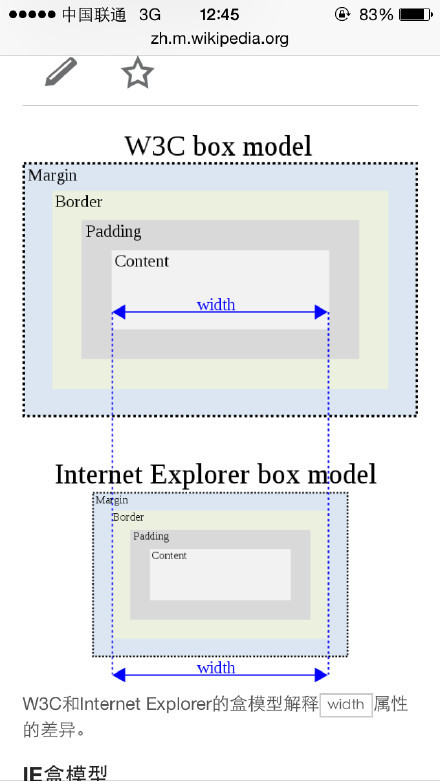 中国联通 3G 12:45 83%
zh.m.wikipedia.org
W3C box model
Margin
Border
Padding
Content
width
Internet Explorer box model
Margin
Border
Padding
Content
width
W3C和Internet Explorer的盒模型解释 width 属性
的差异。
IE盒模型